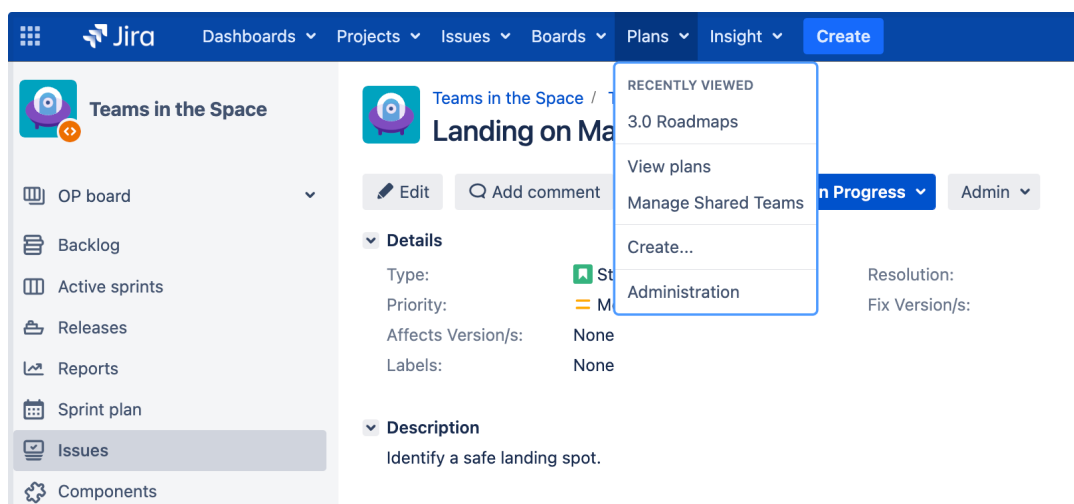 Jira Dashboards Projects Issues Boards Plans Insight Create
Teams in the Space
OP board
Backlog
Active sprints
Releases
Reports
Sprint plan
Issues
Components
Teams in the Space /
Landing on
Edit Add comment Progress Admin
Details
Type:
Priority:
Affects Version/s: None
Labels: None
Resolution:
Fix Version/s:
Description
Identify a safe landing spot.
RECENTLY VIEWED
3.0 Roadmaps
View plans
Manage Shared Teams
Create...
Administration